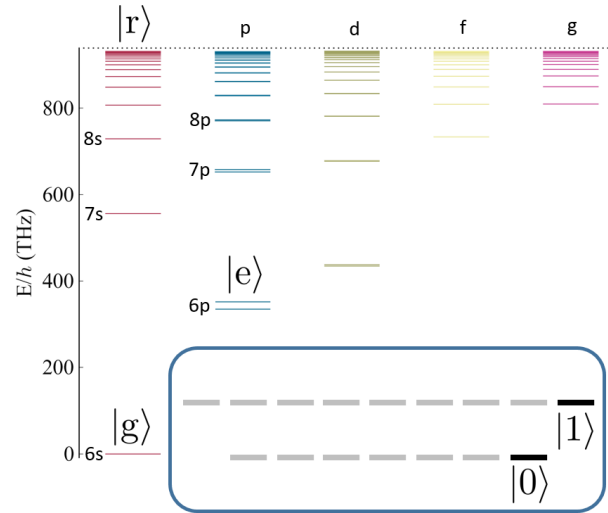 |r⟩ p d f g
800
8p
8s
7p
600
7s
E/h (THz)
400
|e⟩
6p
200
|g⟩
|1⟩
6s 0
|0⟩